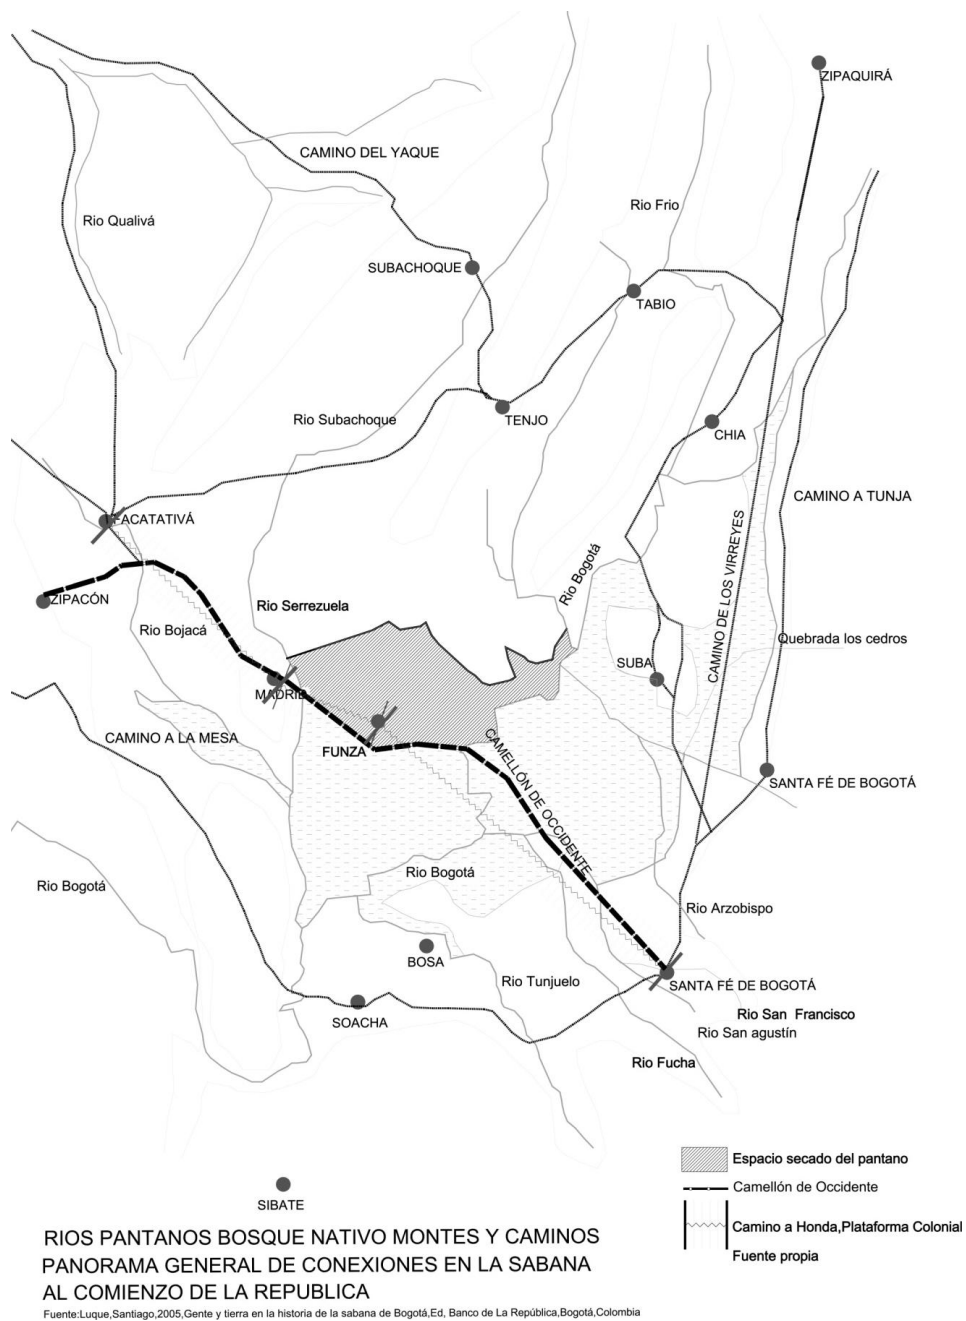 ZIPAQUIRÁ
CAMINO DEL YAQUE
Rio Frio
Rio Qualivá
SUBACHOQUE
TABIO
Rio Subachoque
TENJO
CHIA
CAMINO A TUNJA
FACATATIVÁ
CAMINO DE LOS VIRREYES
Rio Bogotá
ZIPACÓN
Rio Serrezuela
Rio Bojacá
Quebrada los cedros
SUBA
MADRID
CAMINO A LA MESA
FUNZA
CAMELLÓN DE OCCIDENTE
SANTA FÉ DE BOGOTÁ
Rio Bogotá
Rio Bogotá
Rio Arzobispo
BOSA
Rio Tunjuelo
SANTA FÉ DE BOGOTÁ
SOACHA
Rio San Francisco
Rio San agustín
Rio Fucha
SIBATE
Espacio secado del pantano
Camellón de Occidente
Camino a Honda,Plataforma Colonial
Fuente propia
RIOS PANTANOS BOSQUE NATIVO MONTES Y CAMINOS
PANORAMA GENERAL DE CONEXIONES EN LA SABANA
AL COMIENZO DE LA REPUBLICA
Fuente:Luque,Santiago,2005,Gente y tierra en la historia de la sabana de Bogotá,Ed, Banco de La República,Bogotá,Colombia